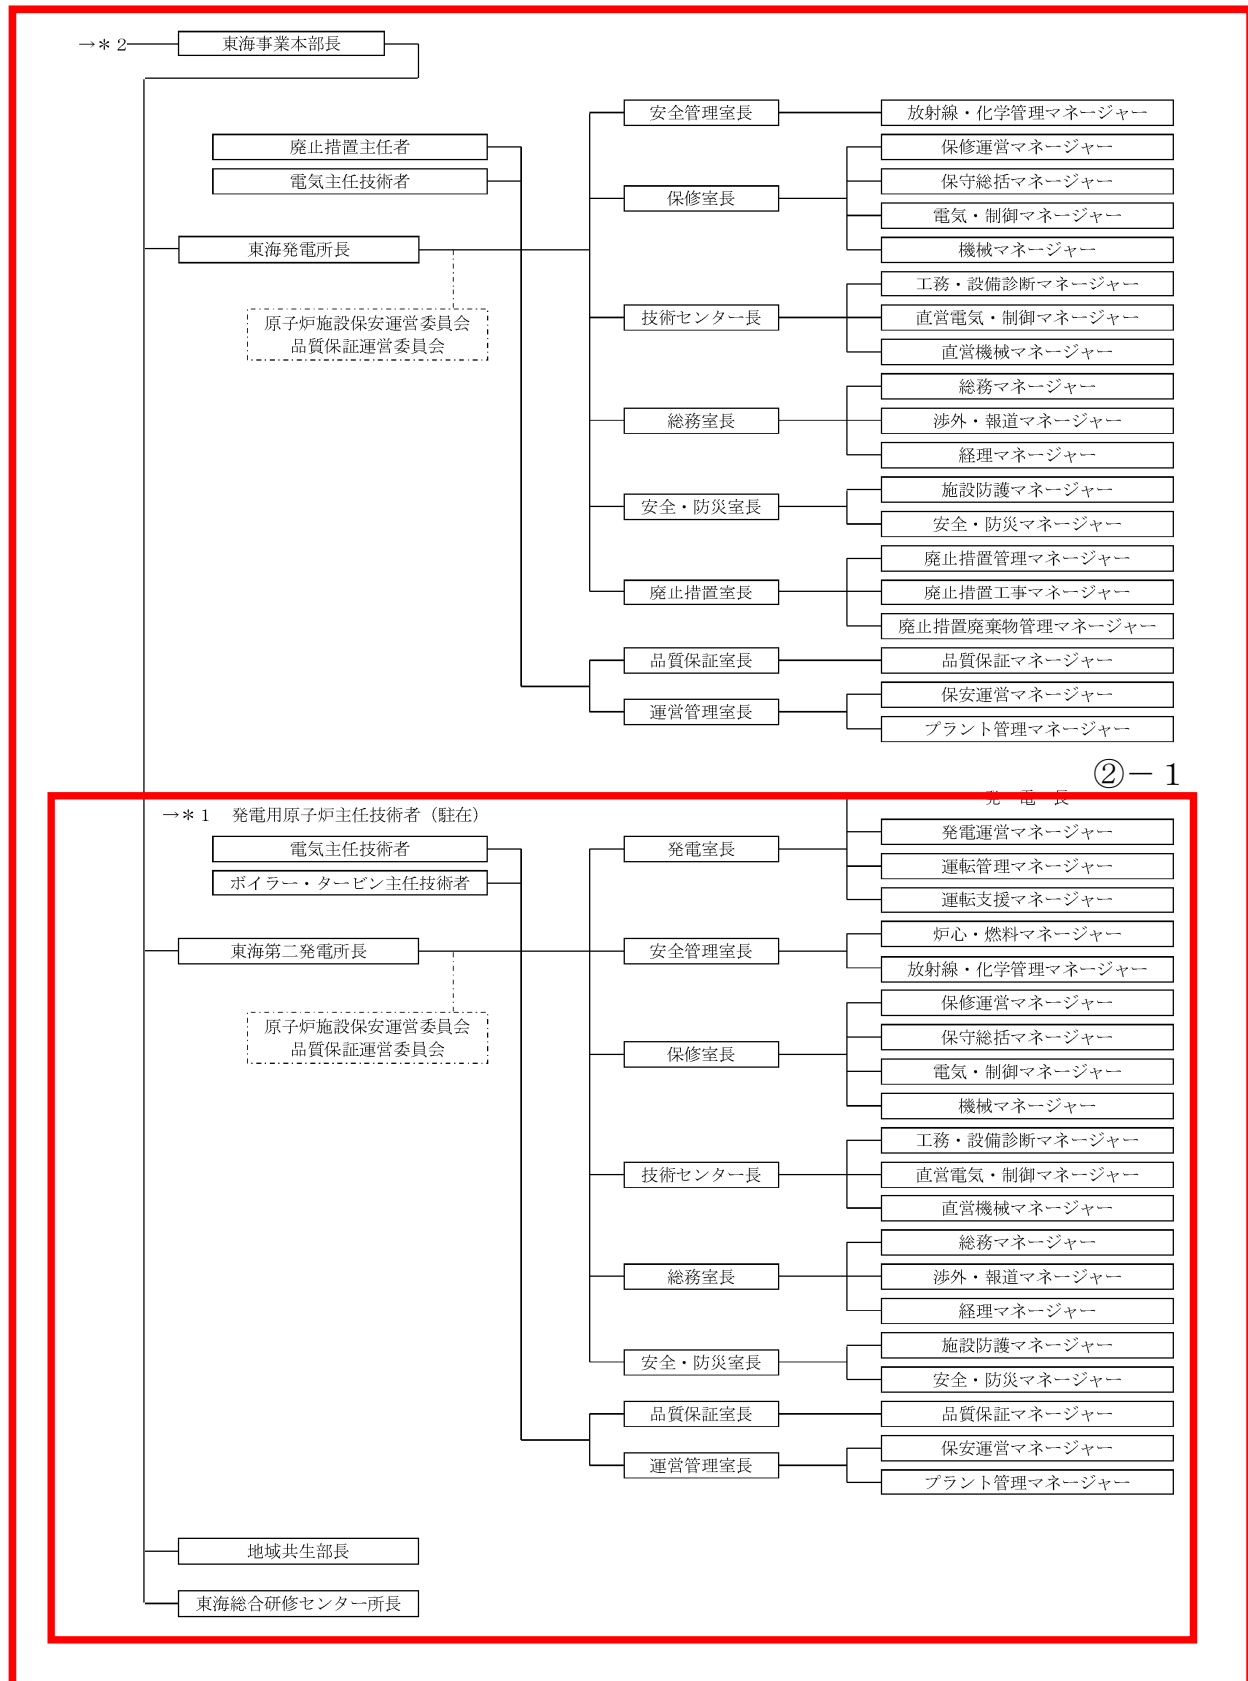 →＊２
東海事業本部長
安全管理室長
放射線・化学管理マネージャー
廃止措置主任者
保修運営マネージャー
電気主任技術者
保守総括マネージャー
保修室長
電気・制御マネージャー
東海発電所長
機械マネージャー
工務・設備診断マネージャー
原子炉施設保安運営委員会
品質保証運営委員会
技術センター長
直営電気・制御マネージャー
直営機械マネージャー
総務マネージャー
総務室長
渉外・報道マネージャー
経理マネージャー
施設防護マネージャー
安全・防災室長
安全・防災マネージャー
廃止措置管理マネージャー
廃止措置室長
廃止措置工事マネージャー
廃止措置廃棄物管理マネージャー
品質保証室長
品質保証マネージャー
保安運営マネージャー
運営管理室長
プラント管理マネージャー
②－１
発　電　長
→＊１　発電用原子炉主任技術者（駐在）
発電運営マネージャー
電気主任技術者
発電室長
運転管理マネージャー
ボイラー・タービン主任技術者
運転支援マネージャー
炉心・燃料マネージャー
東海第二発電所長
安全管理室長
放射線・化学管理マネージャー
保修運営マネージャー
原子炉施設保安運営委員会
品質保証運営委員会
保守総括マネージャー
保修室長
電気・制御マネージャー
機械マネージャー
工務・設備診断マネージャー
技術センター長
直営電気・制御マネージャー
直営機械マネージャー
総務マネージャー
総務室長
渉外・報道マネージャー
経理マネージャー
施設防護マネージャー
安全・防災室長
安全・防災マネージャー
品質保証室長
品質保証マネージャー
保安運営マネージャー
運営管理室長
プラント管理マネージャー
地域共生部長
東海総合研修センター所長